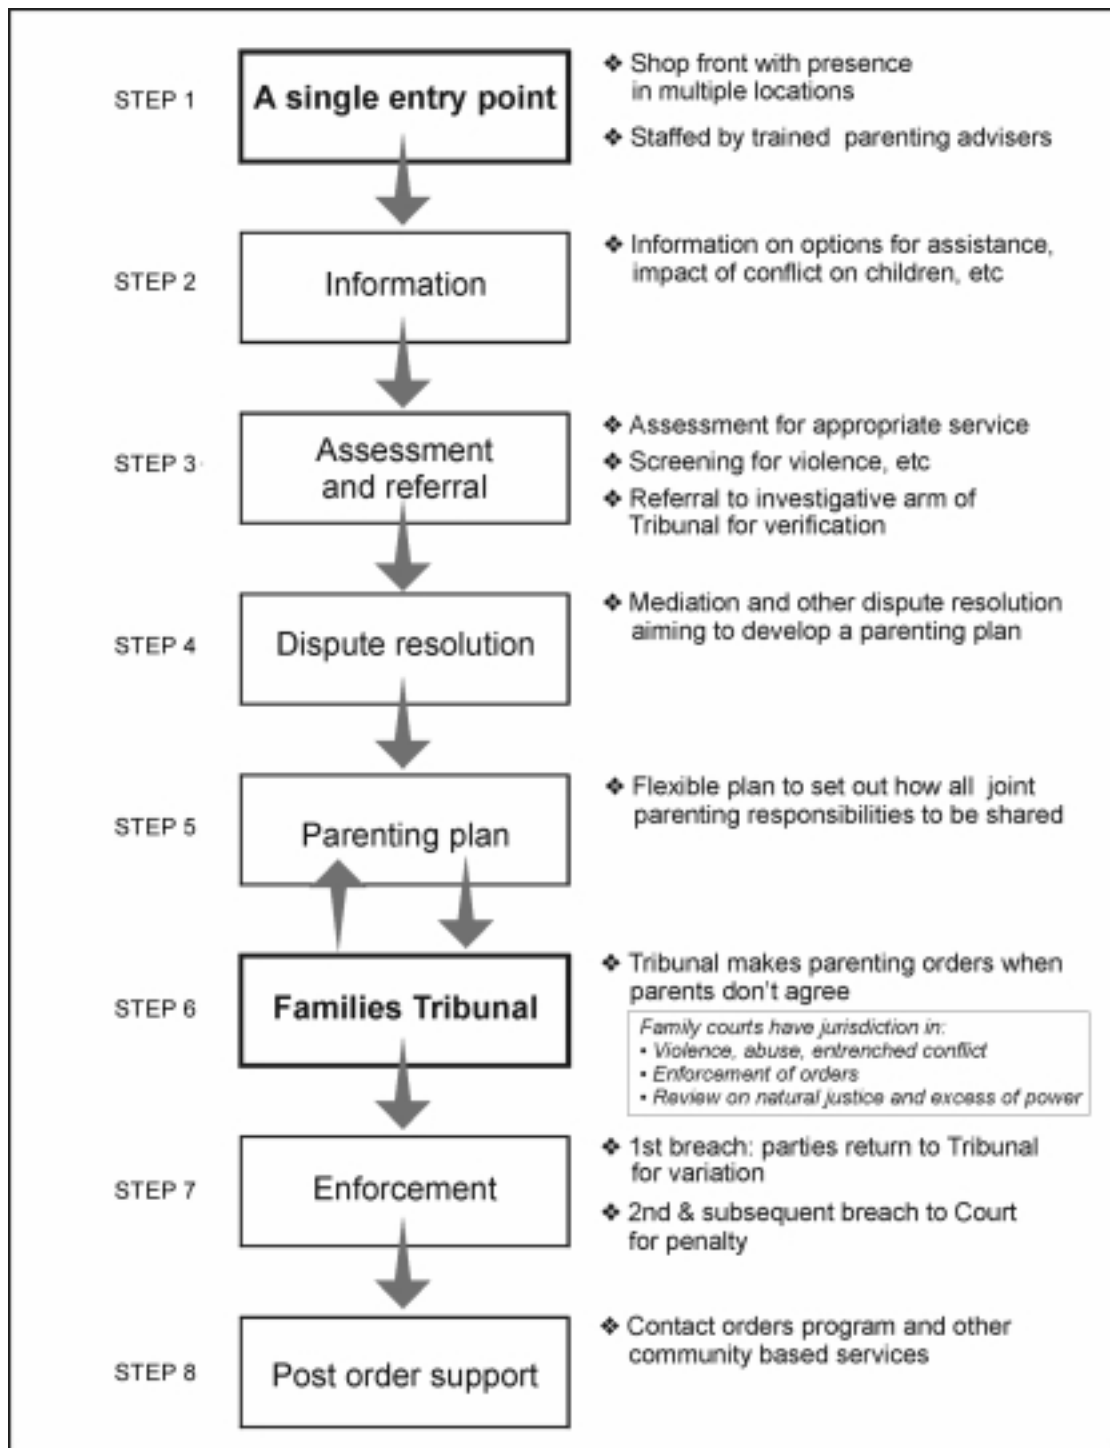 STEP 1
A single entry point
❖ Shop front with presence
in multiple locations
❖ Staffed by trained parenting advisers
STEP 2
Information
❖ Information on options for assistance,
impact of conflict on children, etc
STEP 3
Assessment
and referral
❖ Assessment for appropriate service
❖ Screening for violence, etc
❖ Referral to investigative arm of
Tribunal for verification
STEP 4
Dispute resolution
❖ Mediation and other dispute resolution
aiming to develop a parenting plan
STEP 5
Parenting plan
❖ Flexible plan to set out how all joint
parenting responsibilities to be shared
STEP 6
Families Tribunal
❖ Tribunal makes parenting orders when
parents don't agree
Family courts have jurisdiction in:
• Violence, abuse, entrenched conflict
• Enforcement of orders
• Review on natural justice and excess of power
STEP 7
Enforcement
❖ 1st breach: parties return to Tribunal
for variation
❖ 2nd & subsequent breach to Court
for penalty
STEP 8
Post order support
❖ Contact orders program and other
community based services